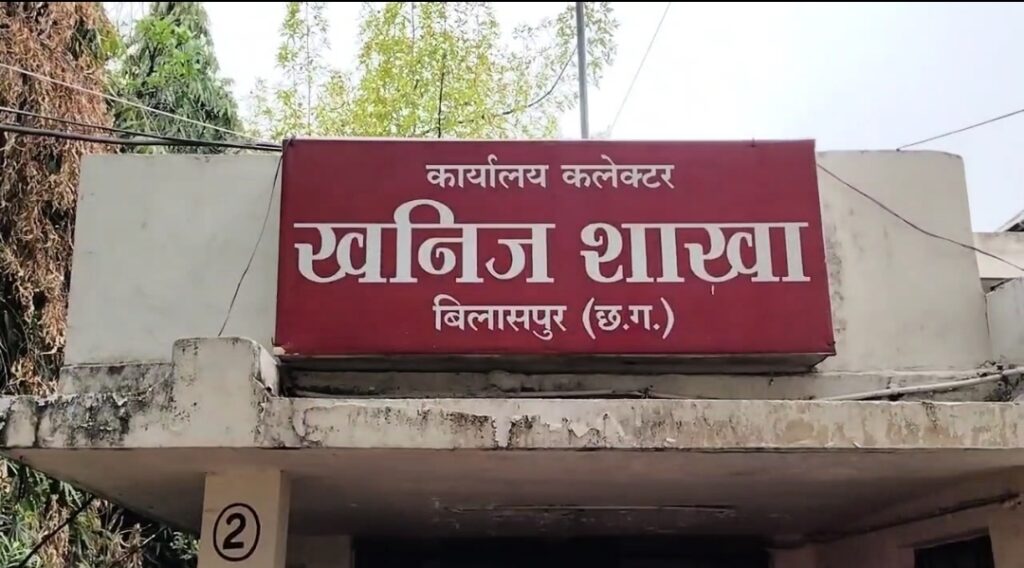 कार्यालय कलेक्टर
खनिज शाखा
बिलासपुर (छ.ग.)
2